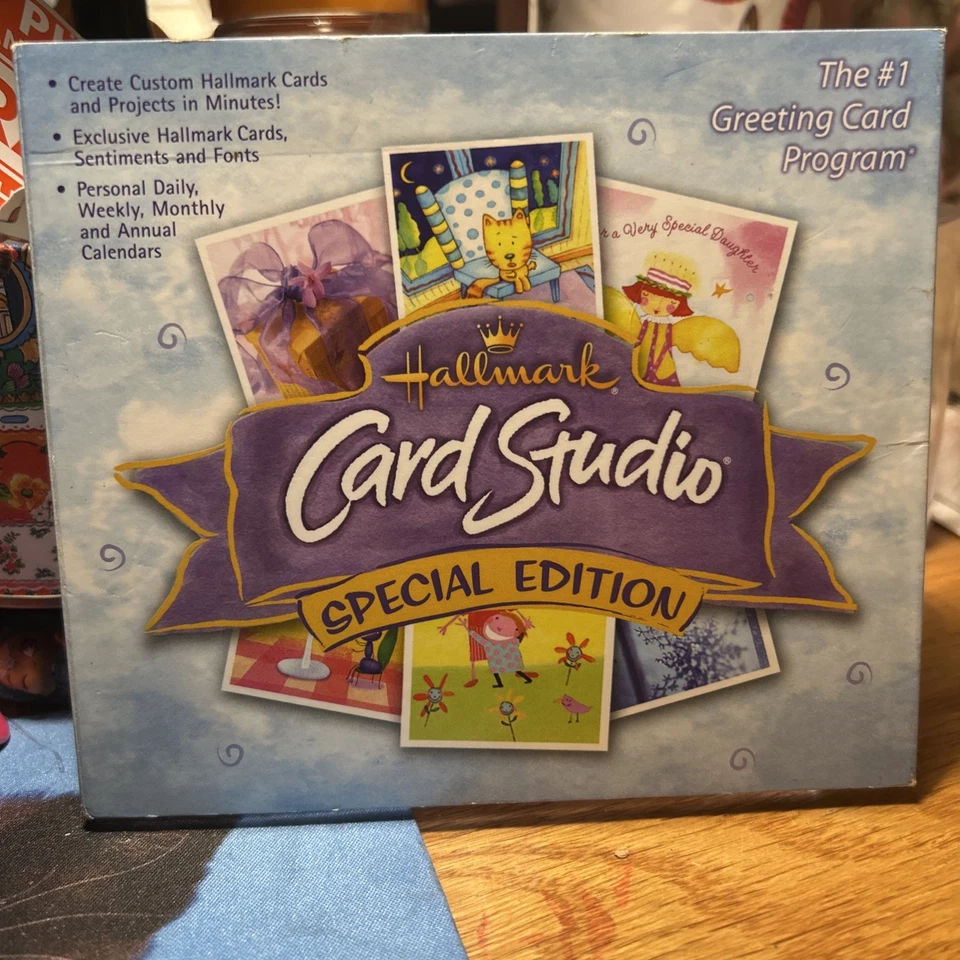 • Create Custom Hallmark Cards
and Projects in Minutes!
• Exclusive Hallmark Cards,
Sentiments and Fonts
• Personal Daily,
Weekly, Monthly
and Annual
Calendars
The #1
Greeting Card
Program*
a Very Special Daughter
Hallmark®
Card Studio®
SPECIAL EDITION